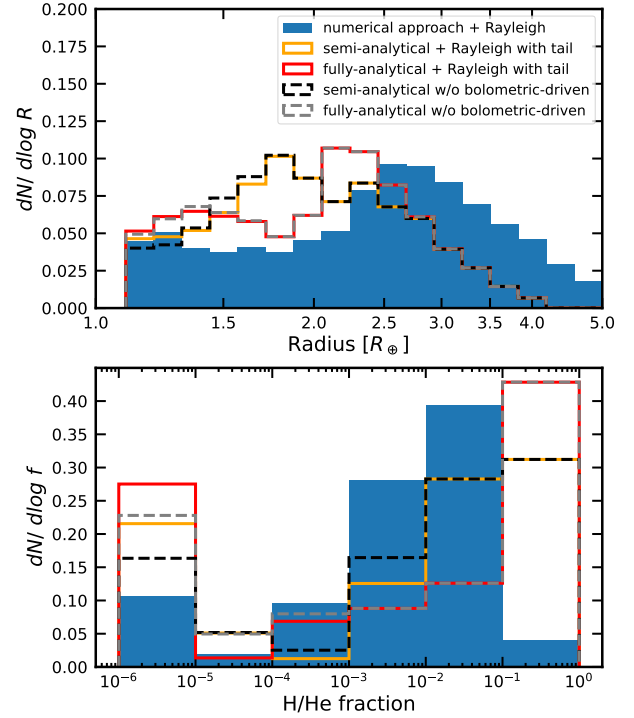 0.200
0.175
0.150
0.125
0.100
0.075
0.050
0.025
0.000
dN/ dlog R
numerical approach + Rayleigh
semi-analytical + Rayleigh with tail
fully-analytical + Rayleigh with tail
semi-analytical w/o bolometric-driven
fully-analytical w/o bolometric-driven
1.0 1.5 2.0 2.5 3.0 3.5 4.0 5.0
Radius [R⊕]
0.40
0.35
0.30
0.25
0.20
0.15
0.10
0.05
0.00
dN/ dlog f
10⁻⁶ 10⁻⁵ 10⁻⁴ 10⁻³ 10⁻² 10⁻¹ 10⁰
H/He fraction